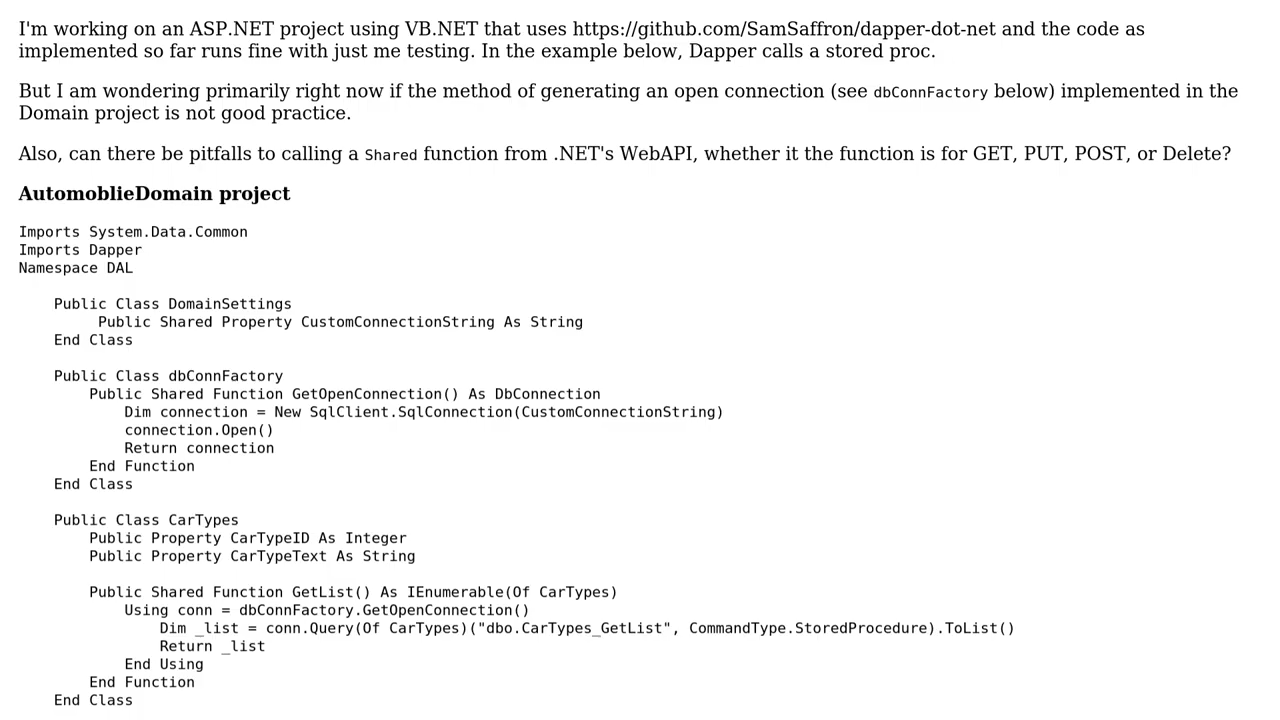 I'm working on an ASP.NET project using VB.NET that uses https://github.com/SamSaffron/dapper-dot-net and the code as
implemented so far runs fine with just me testing. In the example below, Dapper calls a stored proc.
But I am wondering primarily right now if the method of generating an open connection (see dbConnFactory below) implemented in the
Domain project is not good practice.
Also, can there be pitfalls to calling a Shared function from .NET's WebAPI, whether it the function is for GET, PUT, POST, or Delete?
AutomoblieDomain project
Imports System.Data.Common
Imports Dapper
Namespace DAL
    Public Class DomainSettings
         Public Shared Property CustomConnectionString As String
    End Class
    Public Class dbConnFactory
        Public Shared Function GetOpenConnection() As DbConnection
            Dim connection = New SqlClient.SqlConnection(CustomConnectionString)
            connection.Open()
            Return connection
        End Function
    End Class
    Public Class CarTypes
        Public Property CarTypeID As Integer
        Public Property CarTypeText As String
        Public Shared Function GetList() As IEnumerable(Of CarTypes)
            Using conn = dbConnFactory.GetOpenConnection()
                Dim _list = conn.Query(Of CarTypes)("dbo.CarTypes_GetList", CommandType.StoredProcedure).ToList()
                Return _list
            End Using
        End Function
    End Class